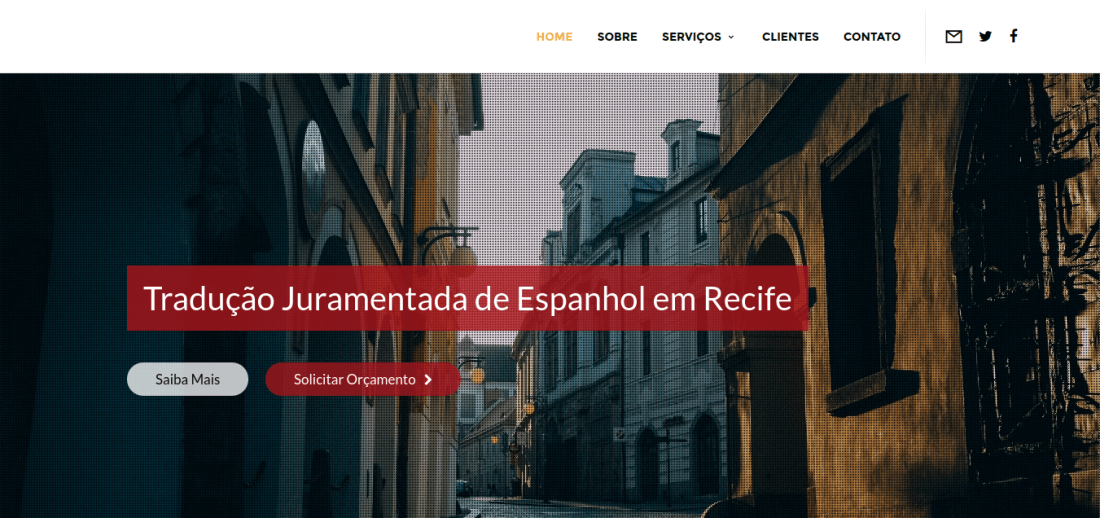 HOME SOBRE SERVIÇOS CLIENTES CONTATO
Tradução Juramentada de Espanhol em Recife
Saiba Mais Solicitar Orçamento